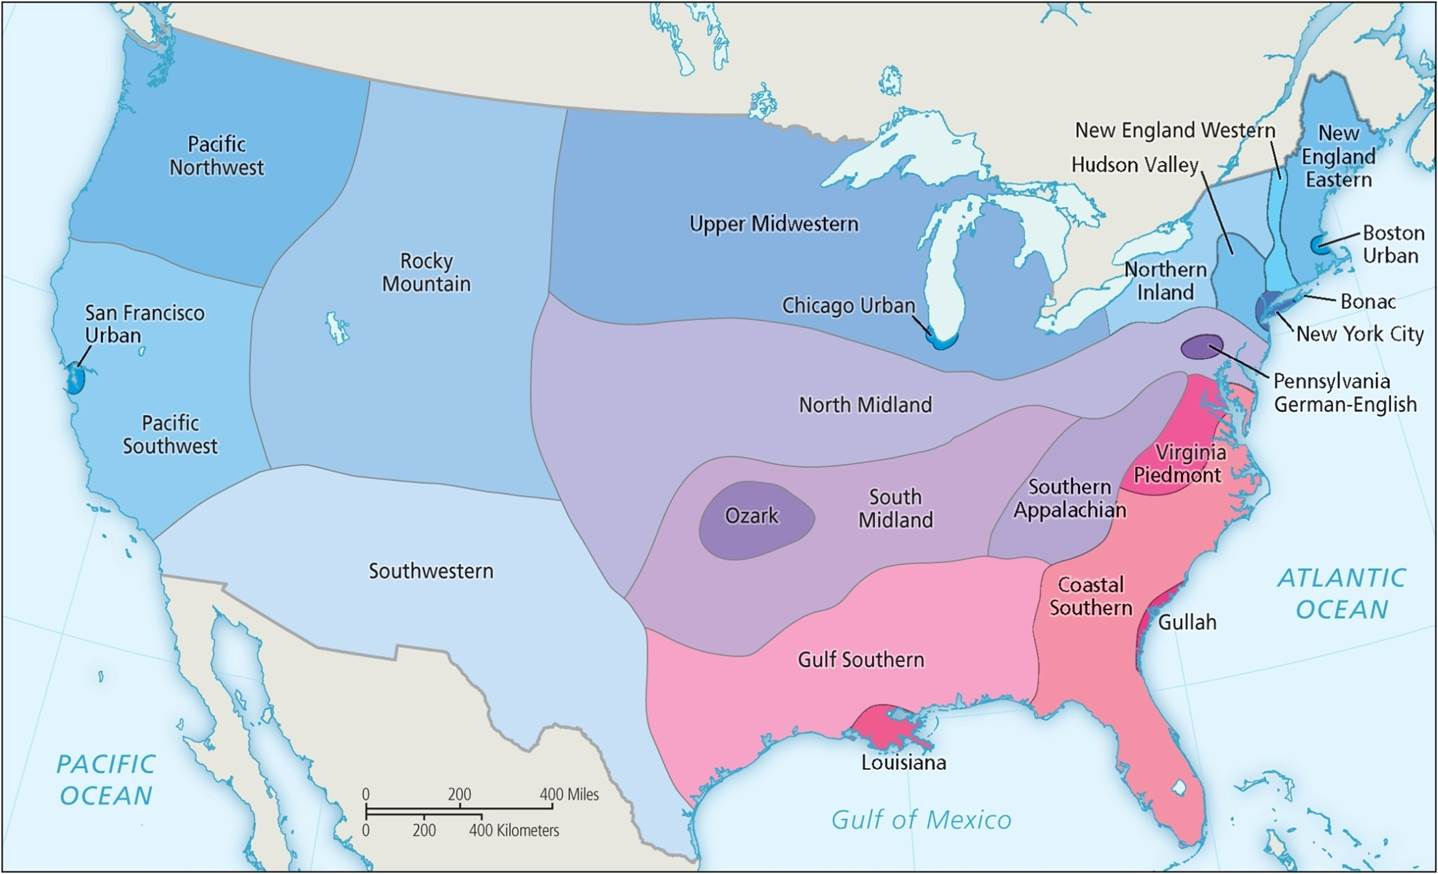 New England Western
Hudson Valley
New
England
Eastern
Pacific
Northwest
Upper Midwestern
Boston
Urban
Rocky
Mountain
Northern
Inland
San Francisco
Urban
Chicago Urban
Bonac
New York City
Pennsylvania
German-English
North Midland
Pacific
Southwest
Virginia
Piedmont
Southern
Appalachian
South
Midland
Ozark
Southwestern
Coastal
Southern
ATLANTIC
OCEAN
Gullah
Gulf Southern
Louisiana
PACIFIC
OCEAN
0 200 400 Miles
0 200 400 Kilometers
Gulf of Mexico